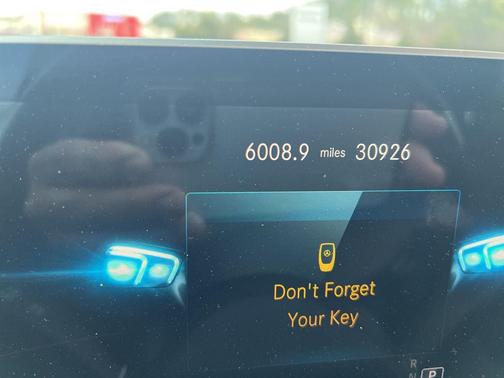 6008.9 miles 30926
Don't Forget
Your Key
R
N P